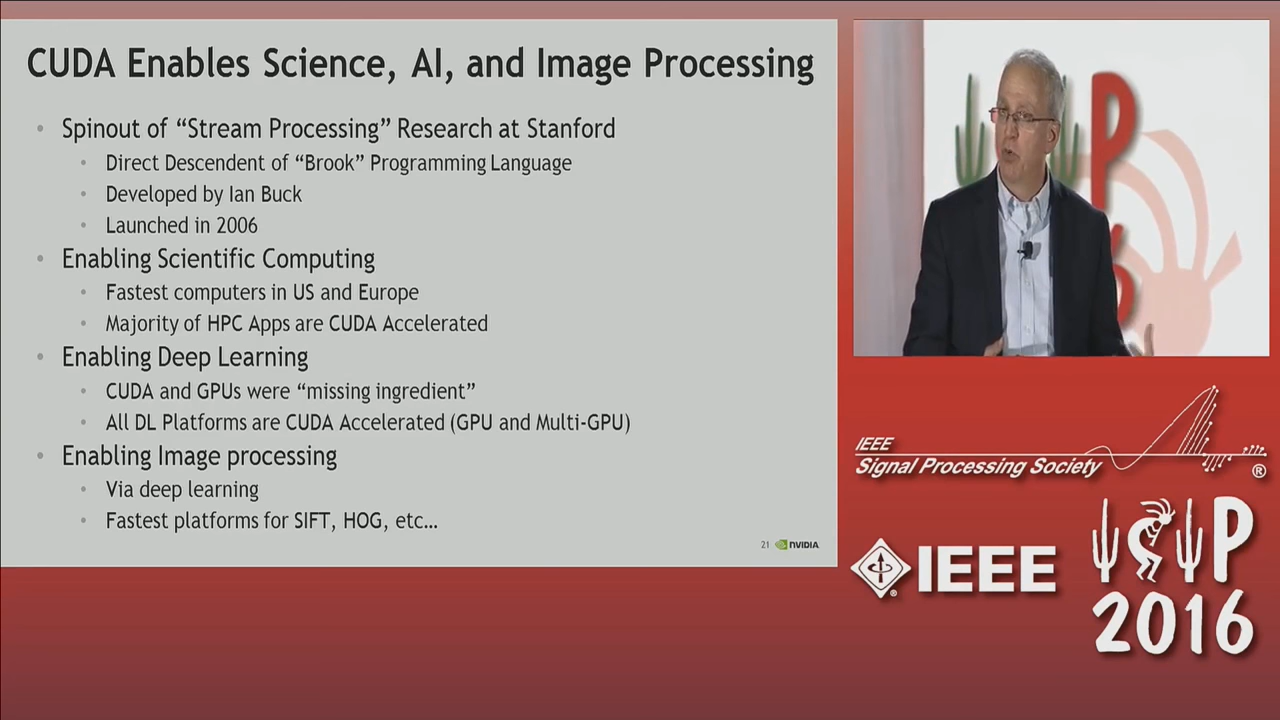 CUDA Enables Science, AI, and Image Processing
• Spinout of “Stream Processing” Research at Stanford
• Direct Descendent of “Brook” Programming Language
• Developed by Ian Buck
• Launched in 2006
• Enabling Scientific Computing
• Fastest computers in US and Europe
• Majority of HPC Apps are CUDA Accelerated
• Enabling Deep Learning
• CUDA and GPUs were “missing ingredient”
• All DL Platforms are CUDA Accelerated (GPU and Multi-GPU)
• Enabling Image processing
• Via deep learning
• Fastest platforms for SIFT, HOG, etc…
21 NVIDIA
IEEE
Signal Processing Society
®
IEEE
®
ICIP
2016